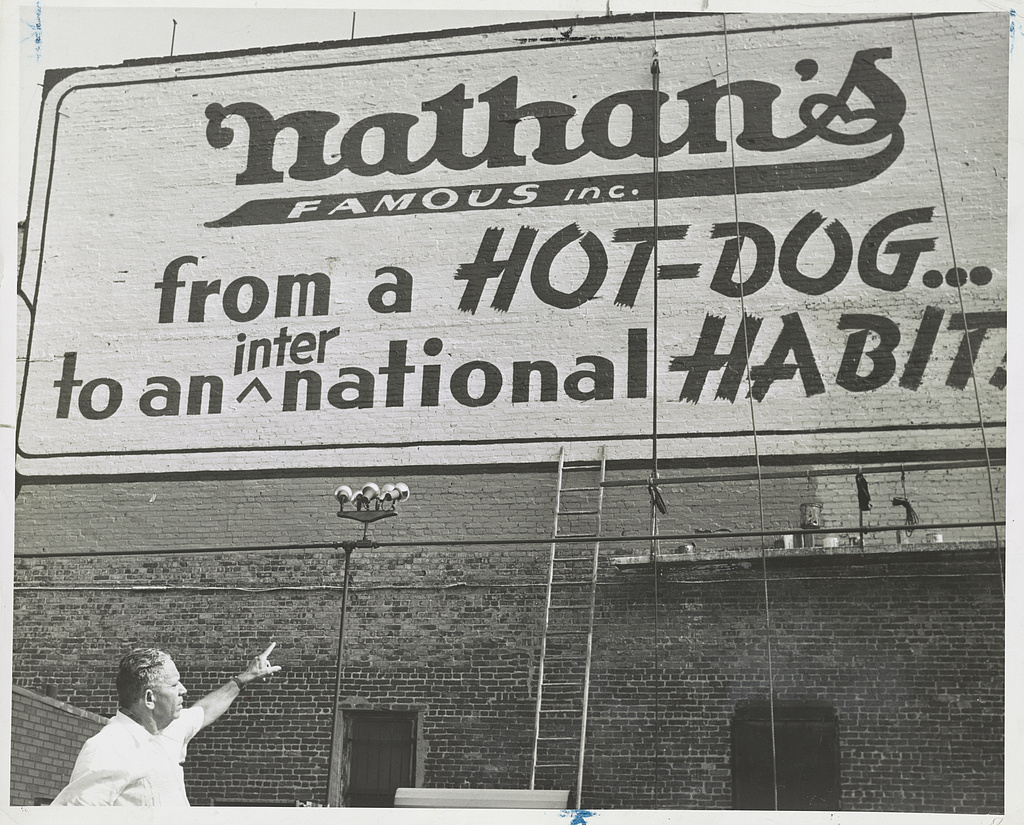 nathan's
FAMOUS inc.
from a HOT-DOG...
inter
to an ^ national HABIT!